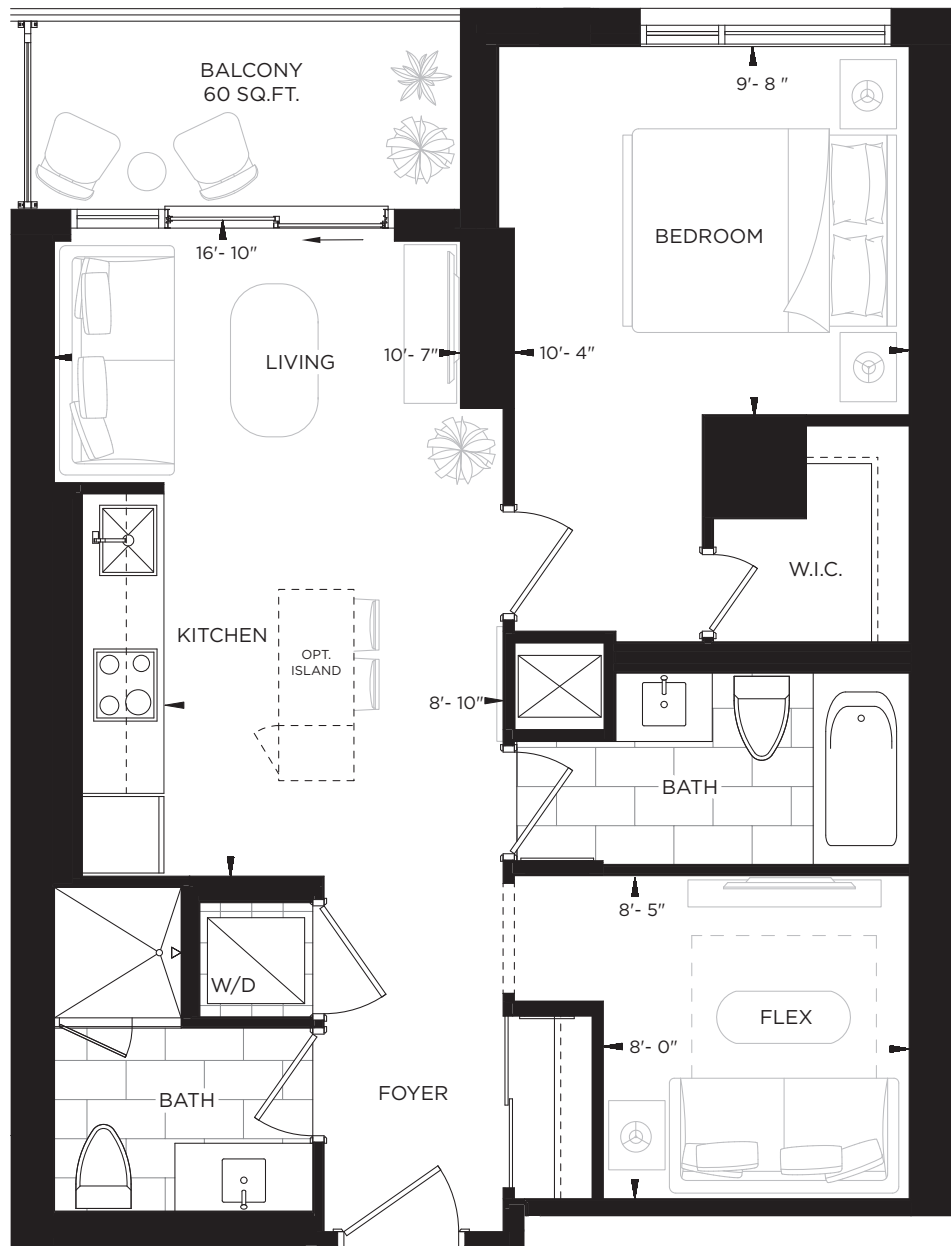 BALCONY
60 SQ.FT.
9'- 8 "
BEDROOM
16'- 10"
LIVING
10'- 7"
10'- 4"
W.I.C.
KITCHEN
OPT.
ISLAND
8'- 10"
BATH
8'- 5"
W/D
FLEX
8'- 0"
BATH
FOYER